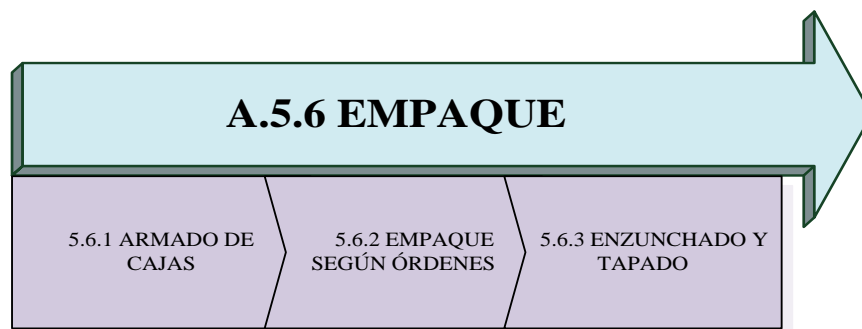 A.5.6 EMPAQUE
5.6.1 ARMADO DE
CAJAS
5.6.2 EMPAQUE
SEGÚN ÓRDENES
5.6.3 ENZUNCHADO Y
TAPADO